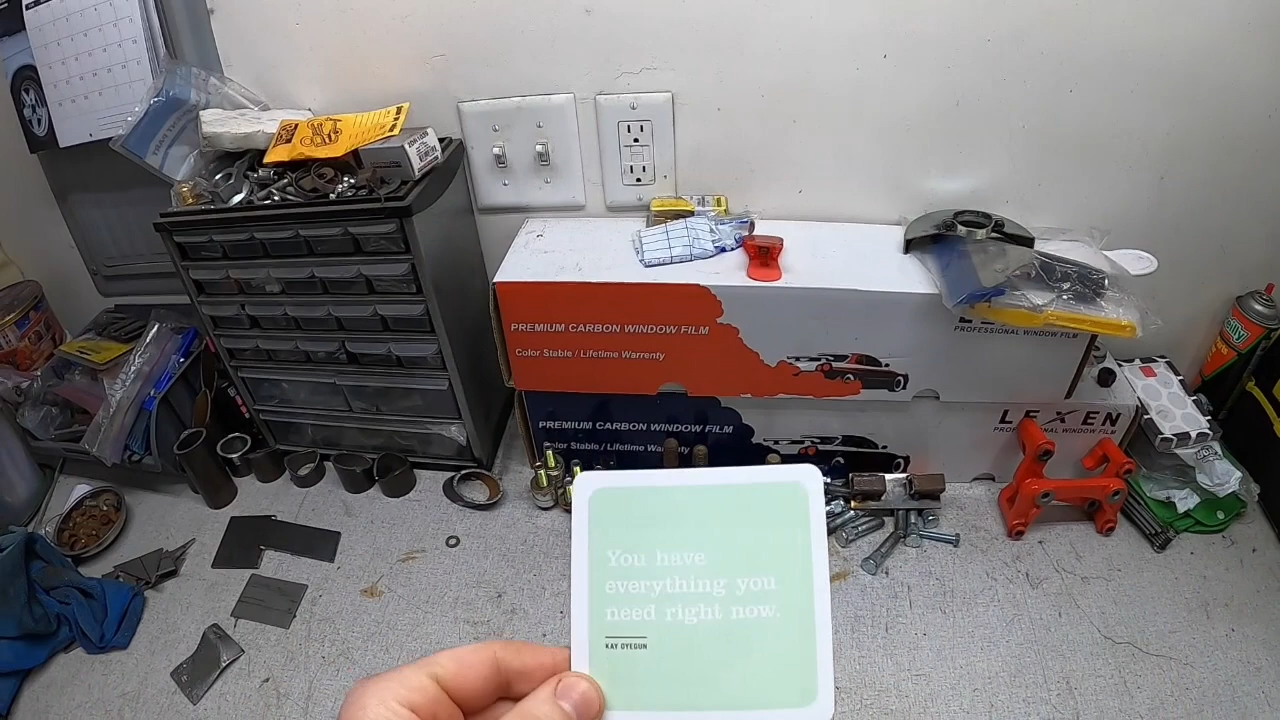 PREMIUM CARBON WINDOW FILM
Color Stable / Lifetime Warrenty
PROFESSIONAL WINDOW FILM
PREMIUM CARBON WINDOW FILM
Color Stable / Lifetime Warrenty
LEXEN
PROFESSIONAL WINDOW FILM
You have
everything you
need right now.
KAY OYEGUN